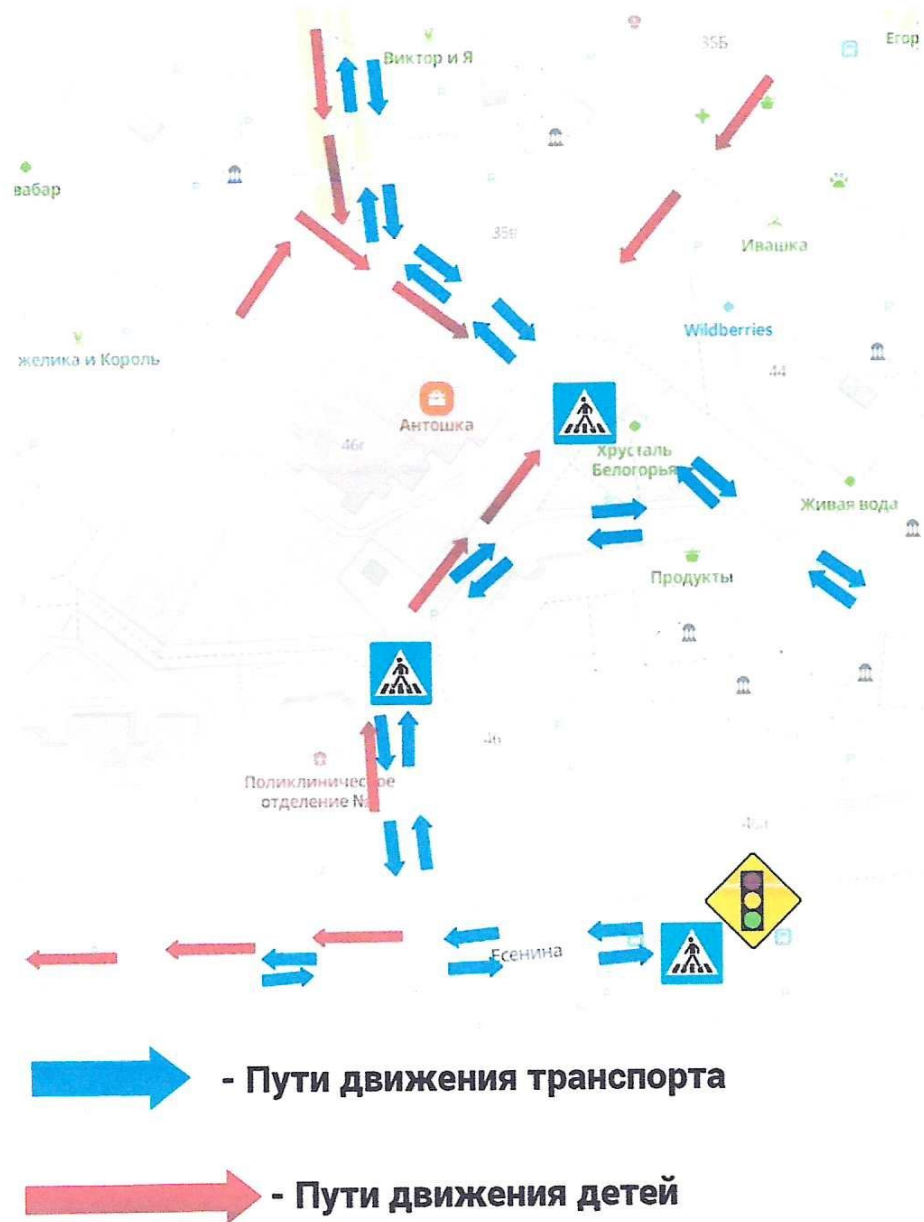 35Б
Егор
Виктор и Я
вабар
35в
Ивашка
Wildberries
желика и Король
44
Антошка
46г
Хрусталь
Белогорья
Живая вода
Продукты
46
Поликлиническое
отделение №
Есенина
- Пути движения транспорта
- Пути движения детей